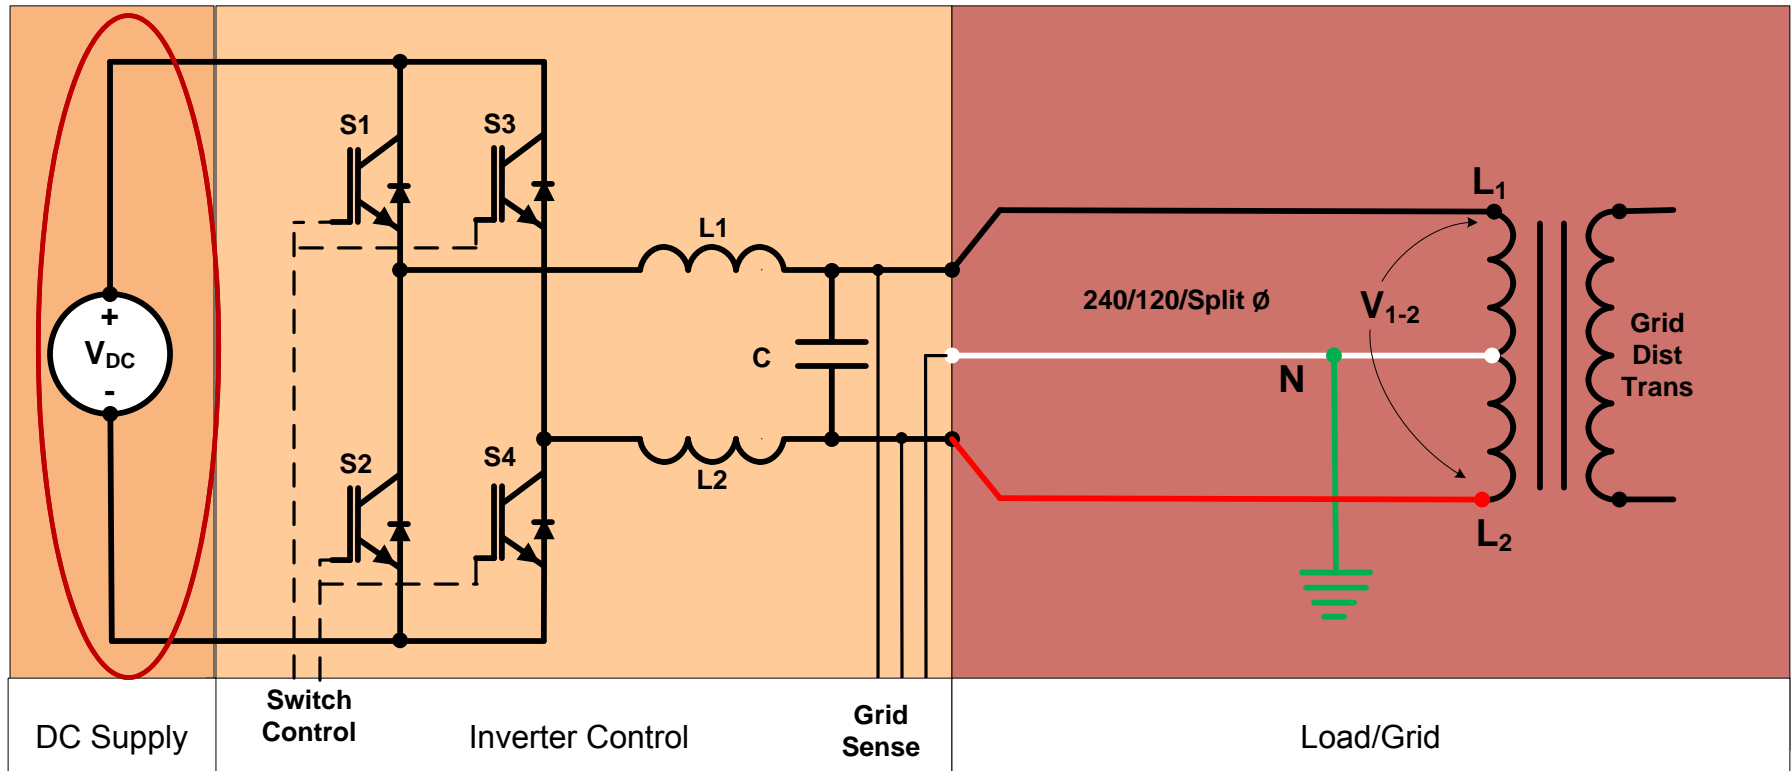 S1
S3
L1
L₁
240/120/Split Ø
V₁₋₂
+
V_DC
-
C
N
Grid
Dist
Trans
S2
S4
L2
L₂
Switch
Control
Grid
Sense
DC Supply
Inverter Control
Load/Grid